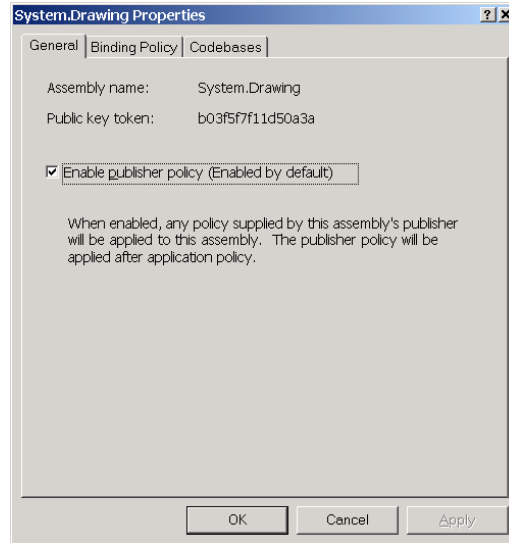 System.Drawing Properties
General
Binding Policy
Codebases
Assembly name: System.Drawing
Public key token: b03f5f7f11d50a3a
Enable publisher policy (Enabled by default)
When enabled, any policy supplied by this assembly's publisher
will be applied to this assembly. The publisher policy will be
applied after application policy.
OK
Cancel
Apply